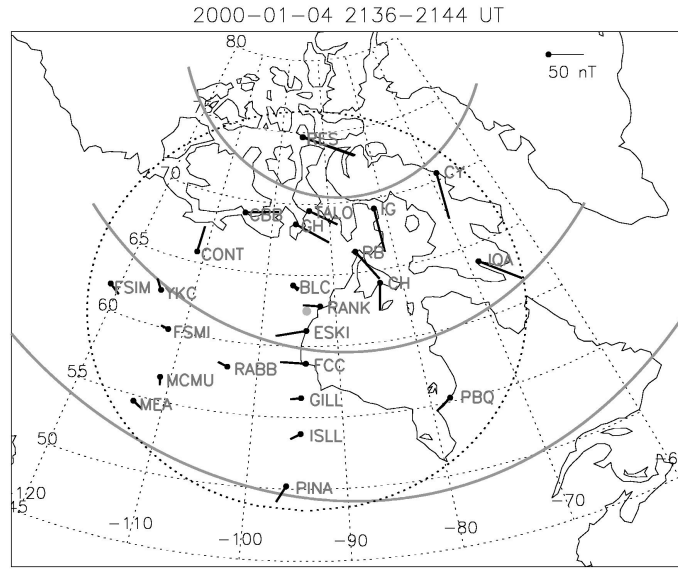 2000-01-04 2136-2144 UT
80
50 nT
75
RES
CY
70
CBB
TALO
IG
GH
65
CONT
RB
IQA
FSIM
YKC
BLC
CH
60
RANK
FSMI
ESKI
RABB
FCC
55
MCMU
MEA
GILL
PBQ
50
ISLL
PINA
-120
45
-110
-100
-90
-80
-70
-6